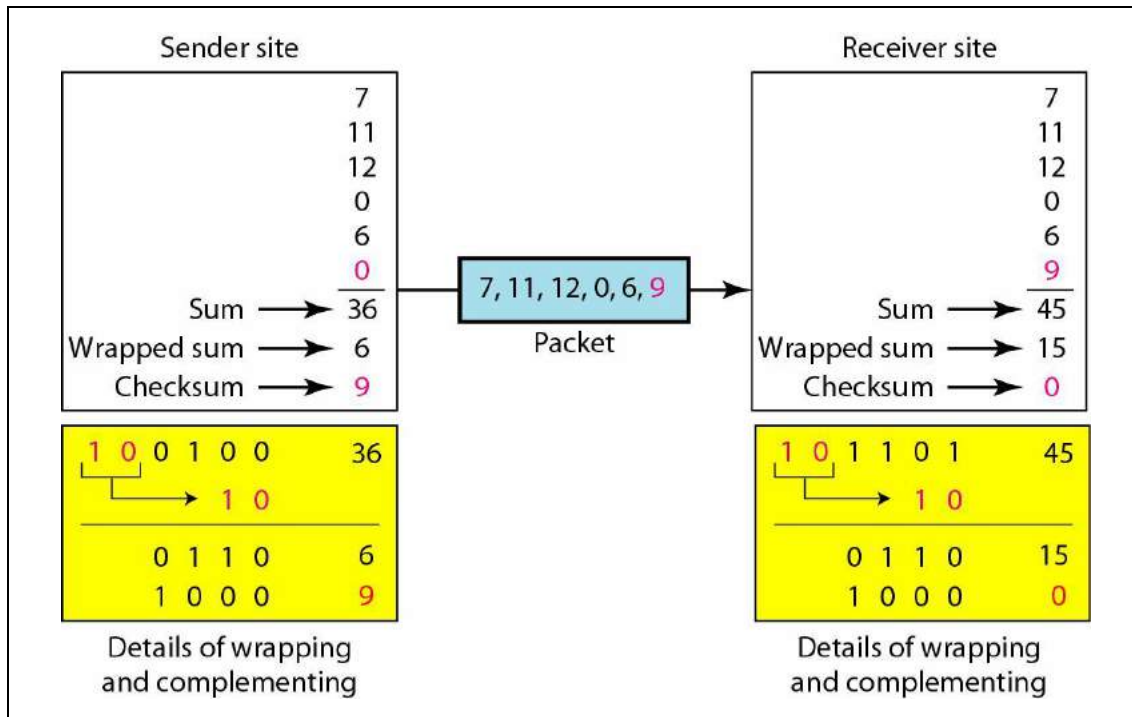 Sender site
7
11
12
0
6
0
Sum 36
Wrapped sum 6
Checksum 9
1 0 0 1 0 0 36
1 0
0 1 1 0 6
1 0 0 0 9
Details of wrapping
and complementing
7, 11, 12, 0, 6, 9
Packet
Receiver site
7
11
12
0
6
9
Sum 45
Wrapped sum 15
Checksum 0
1 0 1 1 0 1 45
1 0
0 1 1 0 15
1 0 0 0 0
Details of wrapping
and complementing